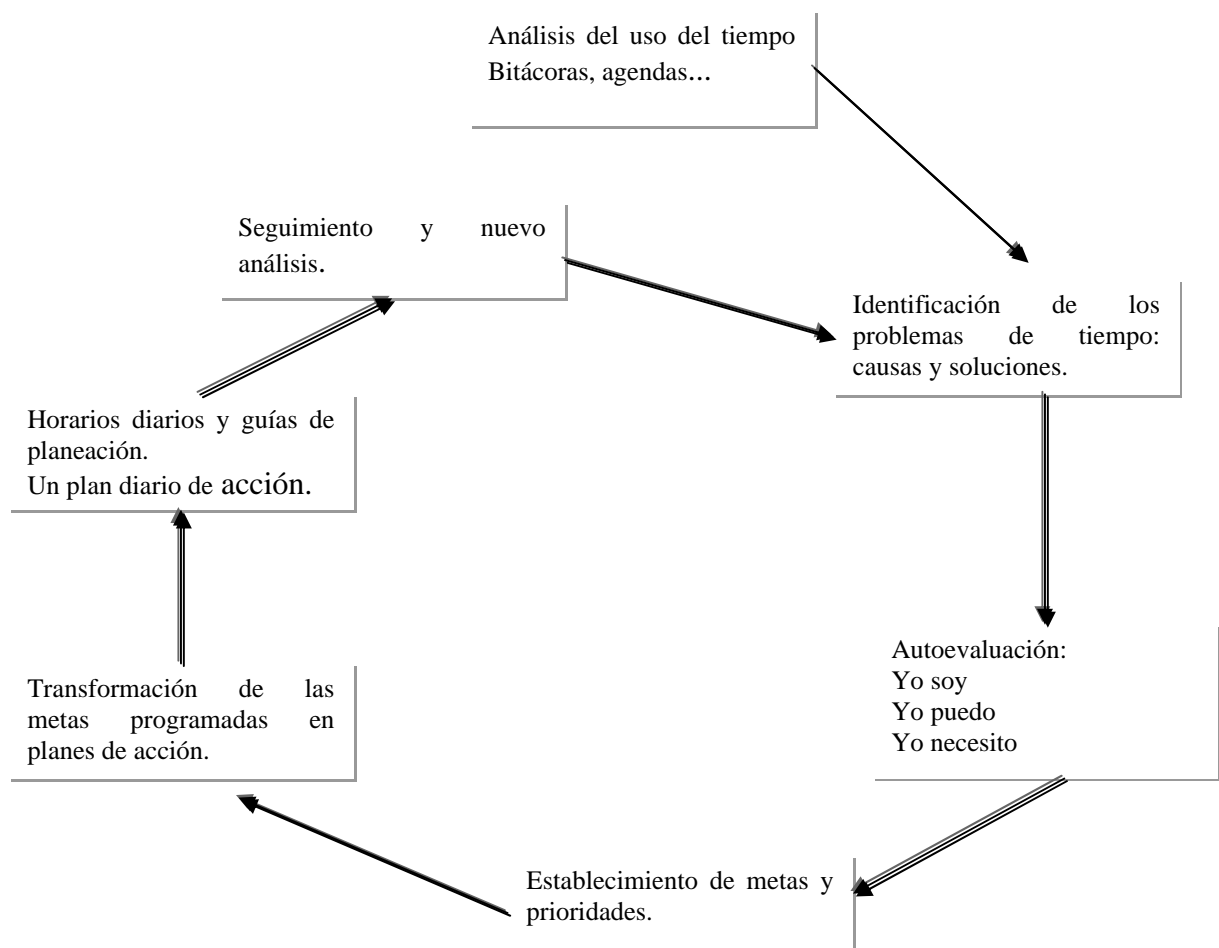 Análisis del uso del tiempo
Bitácoras, agendas...
Seguimiento y nuevo
análisis.
Identificación de los
problemas de tiempo:
causas y soluciones.
Horarios diarios y guías de
planeación.
Un plan diario de acción.
Autoevaluación:
Yo soy
Yo puedo
Yo necesito
Transformación de las
metas programadas en
planes de acción.
Establecimiento de metas y
prioridades.